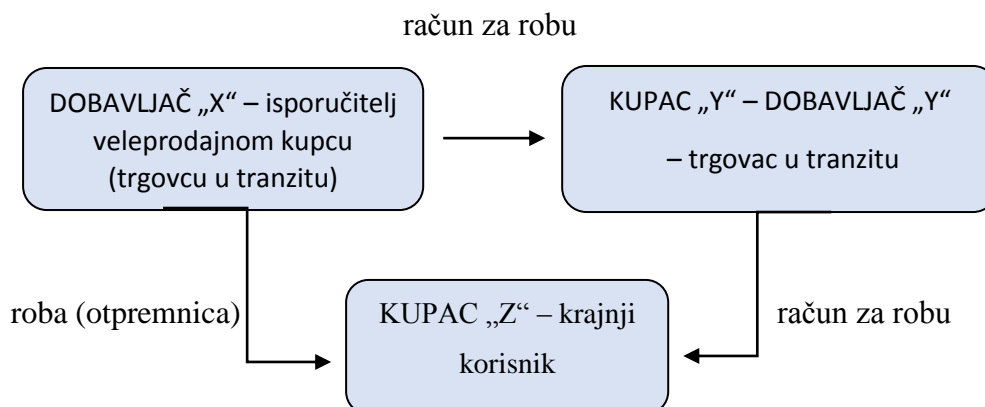 račun za robu
DOBAVLJAČ „X“ – isporučitelj
veleprodajnom kupcu
(trgovcu u tranzitu)
KUPAC „Y“ – DOBAVLJAČ „Y“
– trgovac u tranzitu
roba (otpremnica)
KUPAC „Z“ – krajnji
korisnik
račun za robu